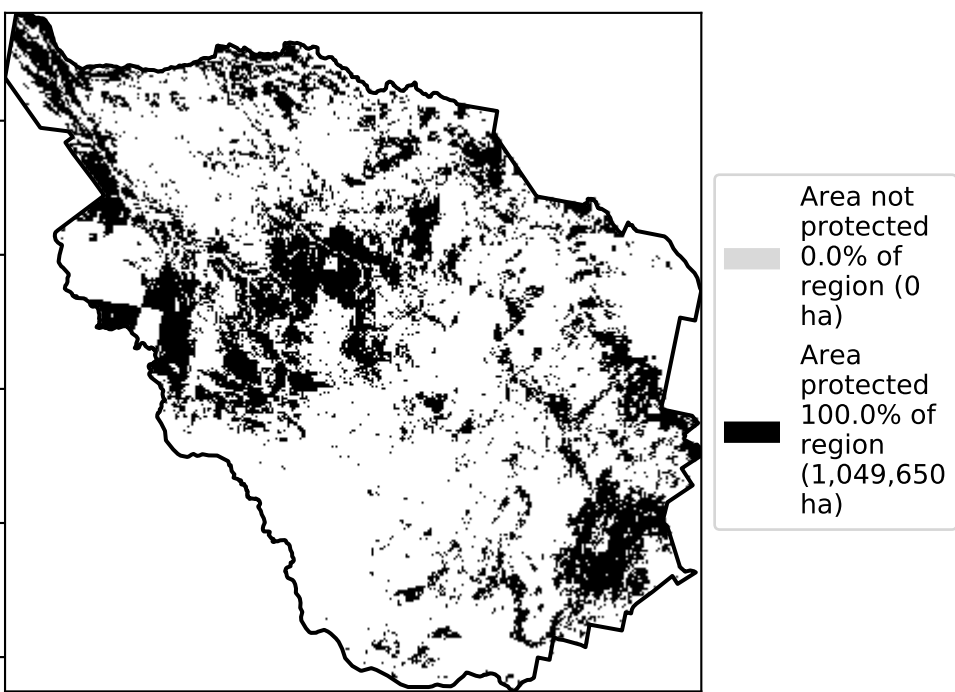 Area not
protected
0.0% of
region (0
ha)
Area
protected
100.0% of
region
(1,049,650
ha)